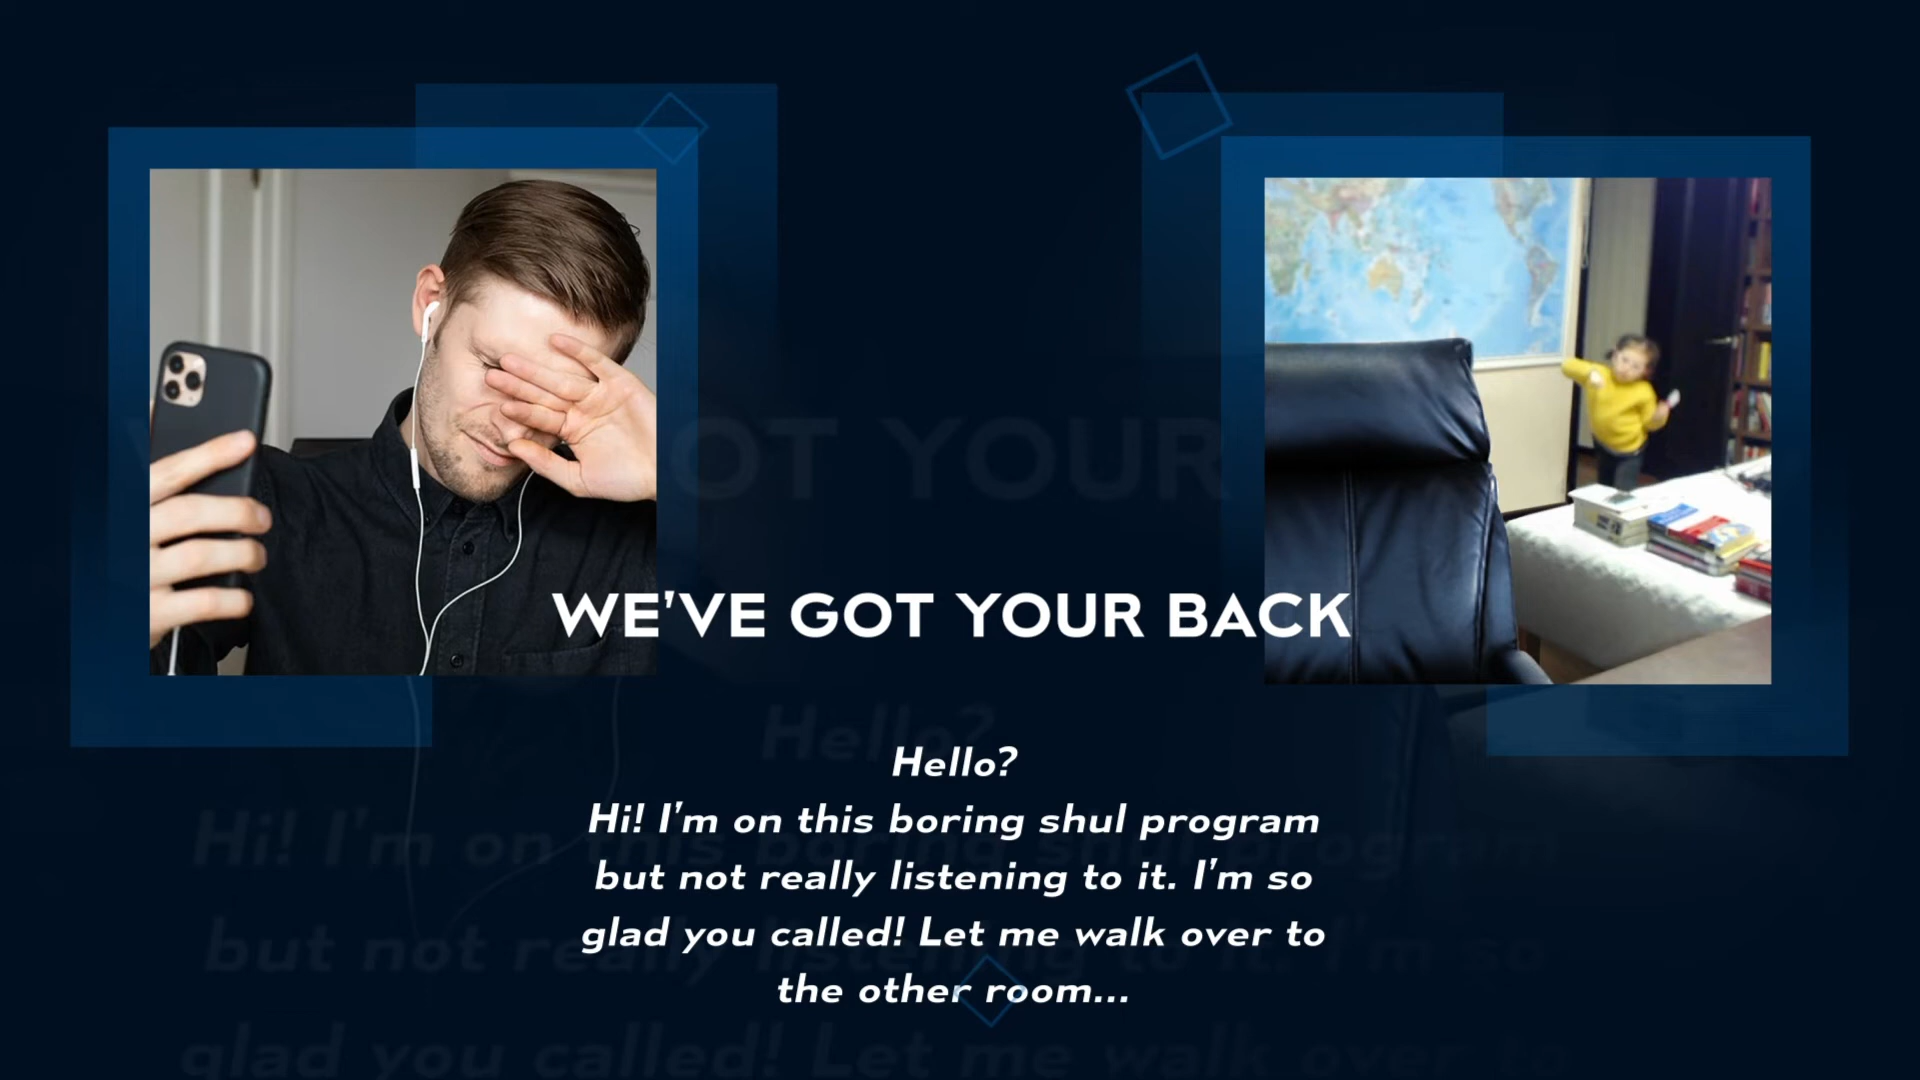 WE'VE GOT YOUR BACK
Hello?
Hi! I'm on this boring shul program
but not really listening to it. I'm so
glad you called! Let me walk over to
the other room...